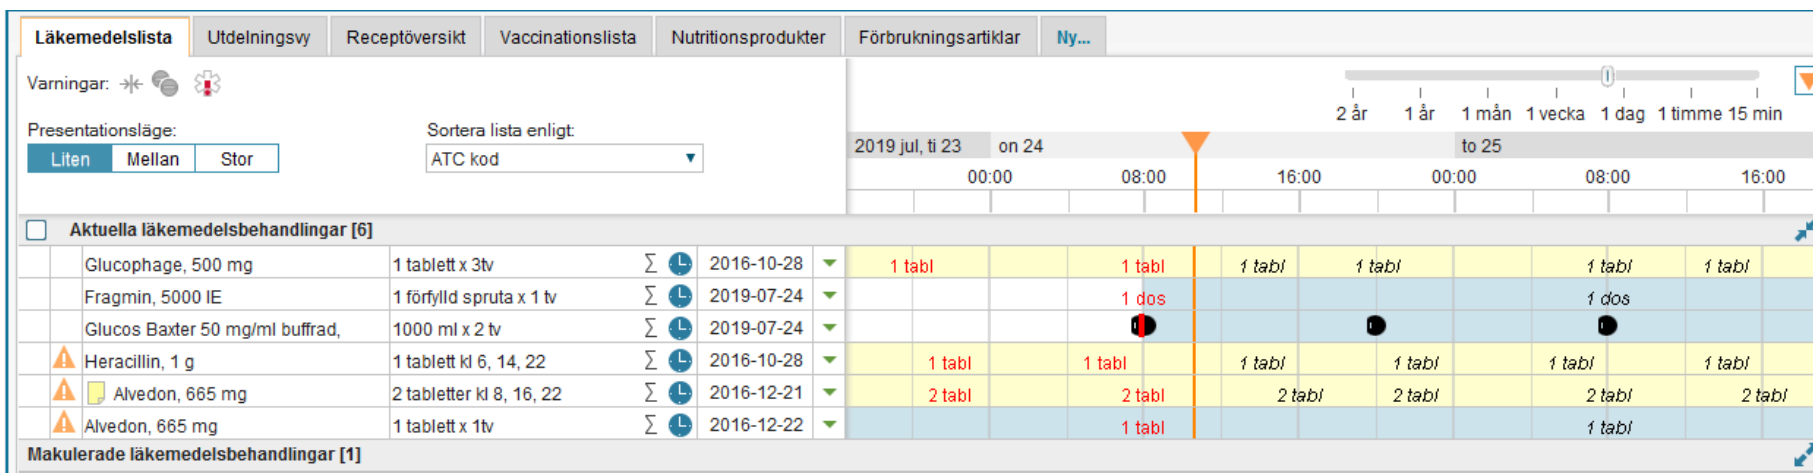 Läkemedelslista Utdelningsvy Receptöversikt Vaccinationslista Nutritionsprodukter Förbrukningsartiklar Ny...
Varningar:
2 år 1 år 1 mån 1 vecka 1 dag 1 timme 15 min
Presentationsläge: Sortera lista enligt:
Liten Mellan Stor ATC kod
2019 jul, ti 23 on 24 to 25
00:00 08:00 16:00 00:00 08:00 16:00
Aktuella läkemedelsbehandlingar [6]
Glucophage, 500 mg 1 tablett x 3tv Σ 2016-10-28 1 tabl 1 tabl 1 tabl 1 tabl 1 tabl 1 tabl
Fragmin, 5000 IE 1 förfylld spruta x 1 tv Σ 2019-07-24 1 dos 1 dos
Glucos Baxter 50 mg/ml buffrad, 1000 ml x 2 tv Σ 2019-07-24
Heracillin, 1 g 1 tablett kl 6, 14, 22 Σ 2016-10-28 1 tabl 1 tabl 1 tabl 1 tabl 1 tabl 1 tabl
Alvedon, 665 mg 2 tabletter kl 8, 16, 22 Σ 2016-12-21 2 tabl 2 tabl 2 tabl 2 tabl 2 tabl 2 tabl
Alvedon, 665 mg 1 tablett x 1tv Σ 2016-12-22 1 tabl 1 tabl
Makulerade läkemedelsbehandlingar [1]